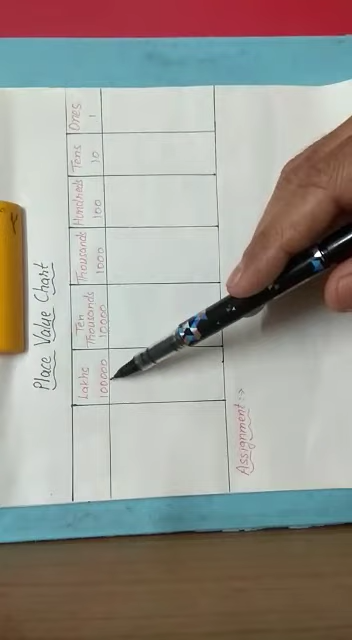 Place Value Chart
Lakhs Ten Thousands Thousands Hundreds Tens Ones
100000 10000 1000 100 10 1
Assignment :->